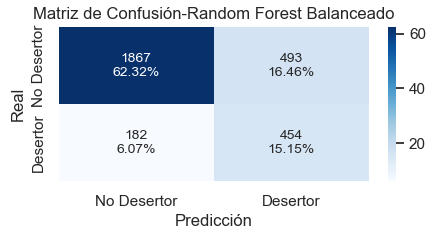 Matriz de Confusión-Random Forest Balanceado
No Desertor
Desertor
Real
1867
62.32%
493
16.46%
182
6.07%
454
15.15%
No Desertor
Desertor
Predicción
60
40
20